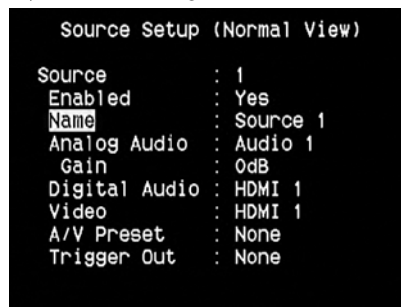 Source Setup (Normal View)
Source : 1
Enabled : Yes
Name : Source 1
Analog Audio : Audio 1
Gain : 0dB
Digital Audio : HDMI 1
Video : HDMI 1
A/V Preset : None
Trigger Out : None